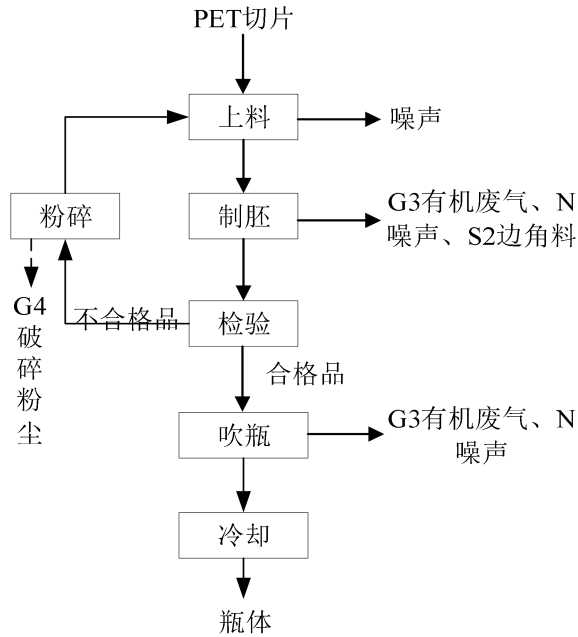 PET切片
上料
噪声
粉碎
制胚
G3有机废气、N
噪声、S2边角料
G4
破
碎
粉
尘
不合格品
检验
合格品
吹瓶
G3有机废气、N
噪声
冷却
瓶体